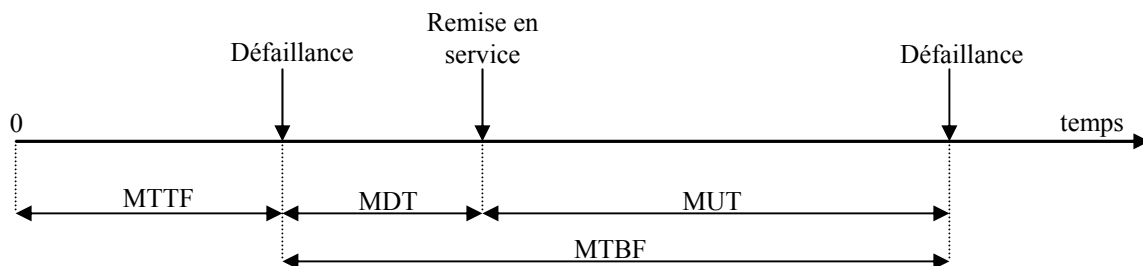 Remise en
service
Défaillance
Défaillance
0
temps
MTTF
MDT
MUT
MTBF